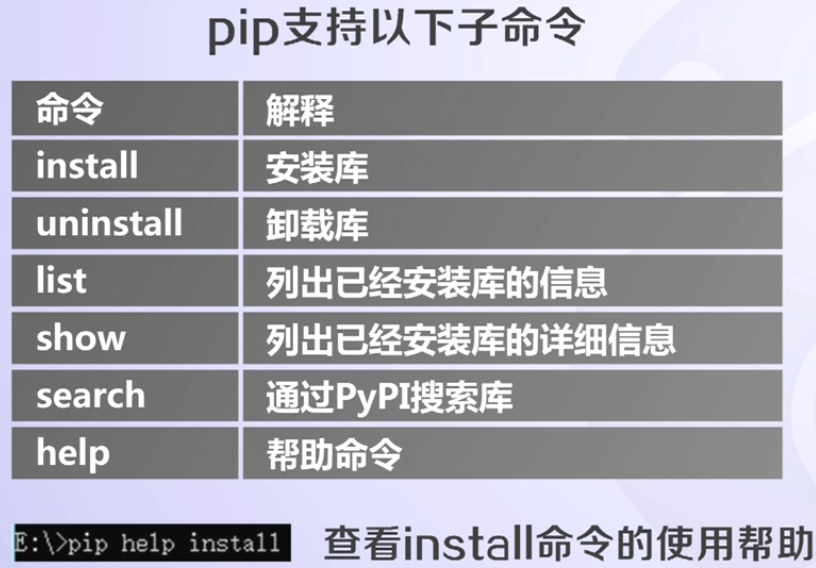 pip支持以下子命令
命令 解释
install 安装库
uninstall 卸载库
list 列出已经安装库的信息
show 列出已经安装库的详细信息
search 通过PyPI搜索库
help 帮助命令
E:\>pip help install 查看install命令的使用帮助